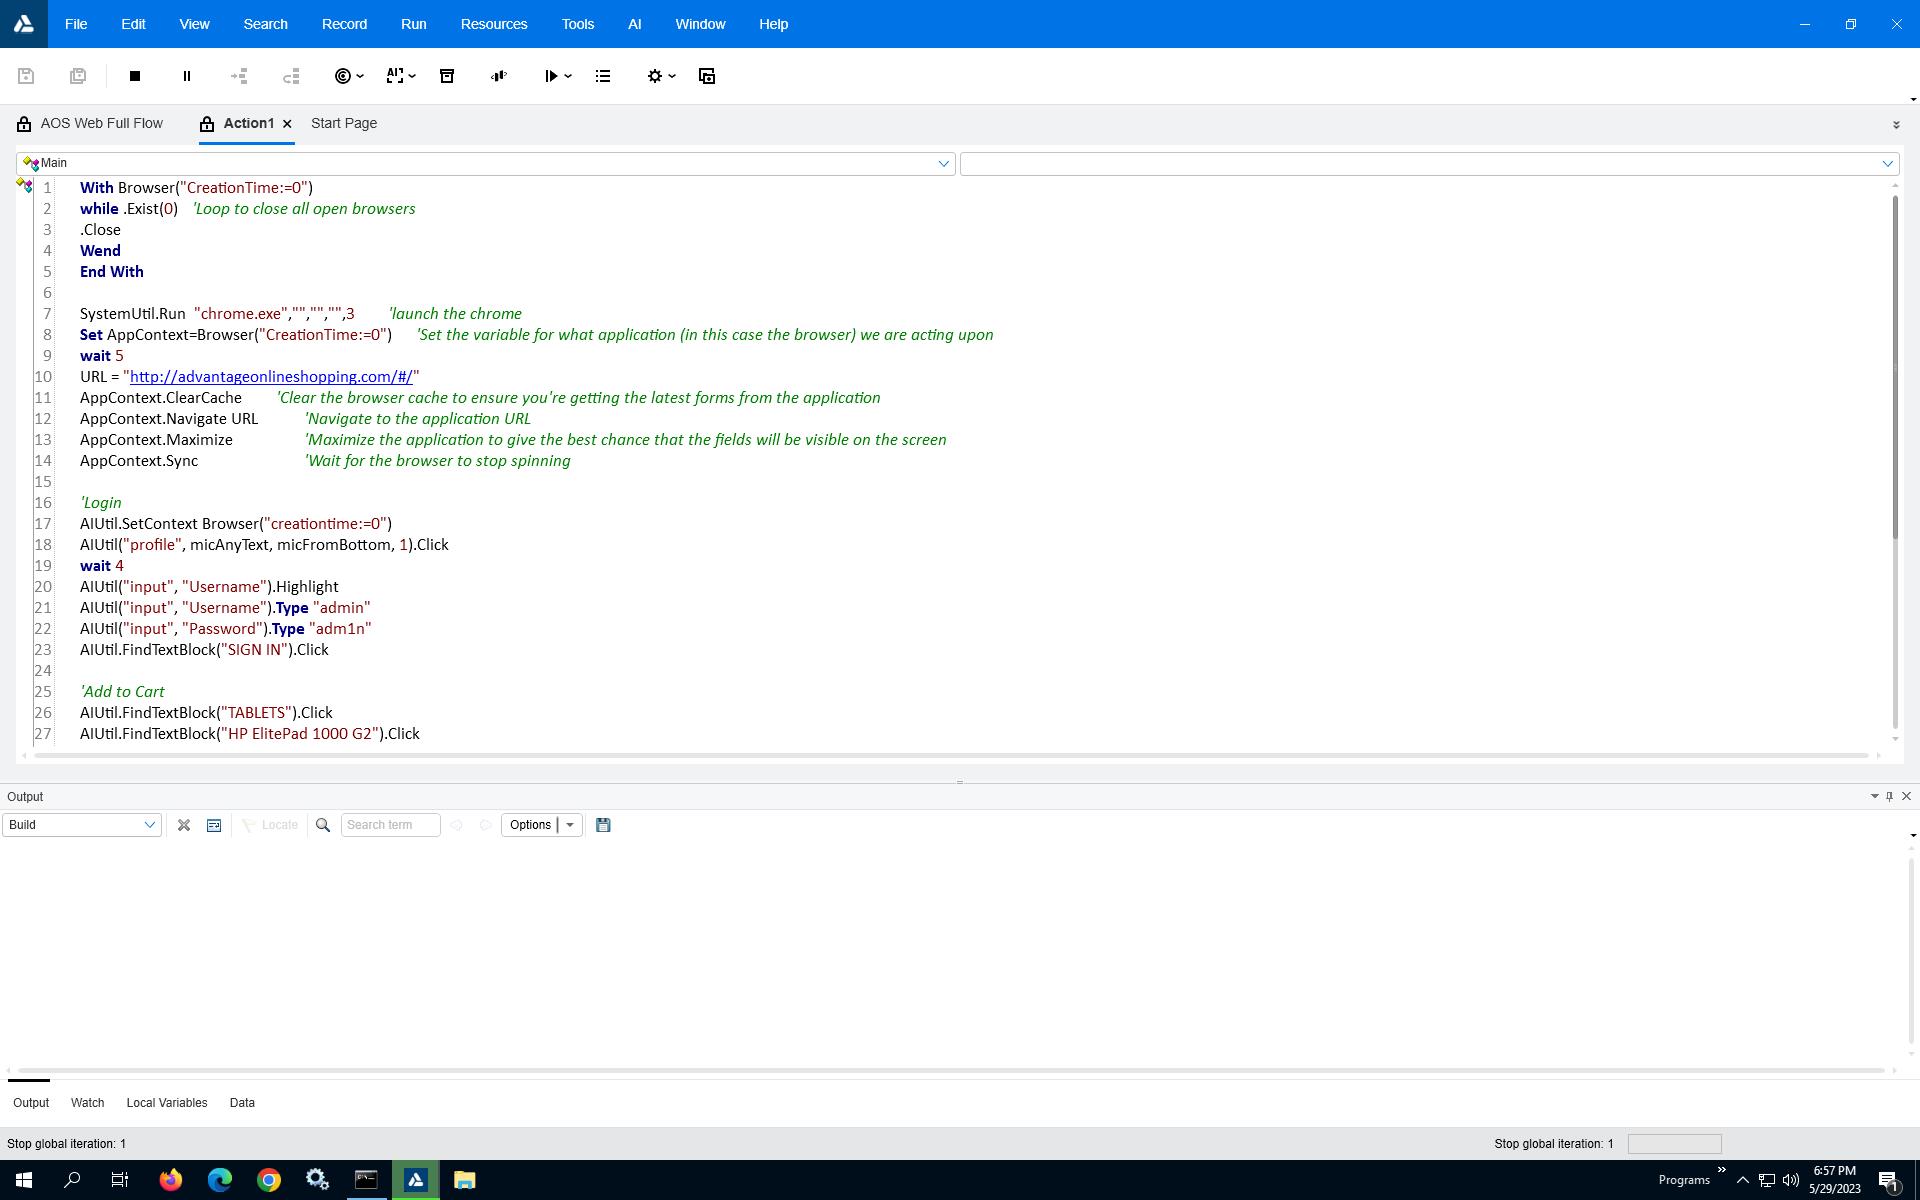 File Edit View Search Record Run Resources Tools AI Window Help
AOS Web Full Flow Action1 Start Page
Main
1 With Browser("CreationTime:=0")
2 while .Exist(0) 'Loop to close all open browsers
3 .Close
4 Wend
5 End With
6
7 SystemUtil.Run "chrome.exe","","","",3 'launch the chrome
8 Set AppContext=Browser("CreationTime:=0") 'Set the variable for what application (in this case the browser) we are acting upon
9 wait 5
10 URL = "http://advantageonlineshopping.com/#/"
11 AppContext.ClearCache 'Clear the browser cache to ensure you're getting the latest forms from the application
12 AppContext.Navigate URL 'Navigate to the application URL
13 AppContext.Maximize 'Maximize the application to give the best chance that the fields will be visible on the screen
14 AppContext.Sync 'Wait for the browser to stop spinning
15
16 'Login
17 AIUtil.SetContext Browser("creationtime:=0")
18 AIUtil("profile", micAnyText, micFromBottom, 1).Click
19 wait 4
20 AIUtil("input", "Username").Highlight
21 AIUtil("input", "Username").Type "admin"
22 AIUtil("input", "Password").Type "adm1n"
23 AIUtil.FindTextBlock("SIGN IN").Click
24
25 'Add to Cart
26 AIUtil.FindTextBlock("TABLETS").Click
27 AIUtil.FindTextBlock("HP ElitePad 1000 G2").Click
Output
Build Locate Search term Options
Output Watch Local Variables Data
Stop global iteration: 1 Stop global iteration: 1
Programs 6:57 PM
5/29/2023 1